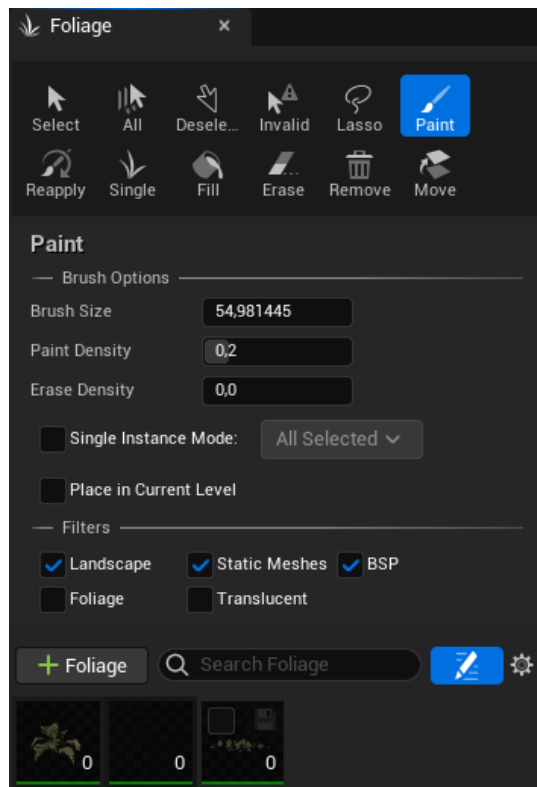 Foliage
Select All Desele... Invalid Lasso Paint
Reapply Single Fill Erase Remove Move
Paint
Brush Options
Brush Size 54,981445
Paint Density 0,2
Erase Density 0,0
Single Instance Mode: All Selected
Place in Current Level
Filters
Landscape Static Meshes BSP
Foliage Translucent
+ Foliage Search Foliage
0 0 0